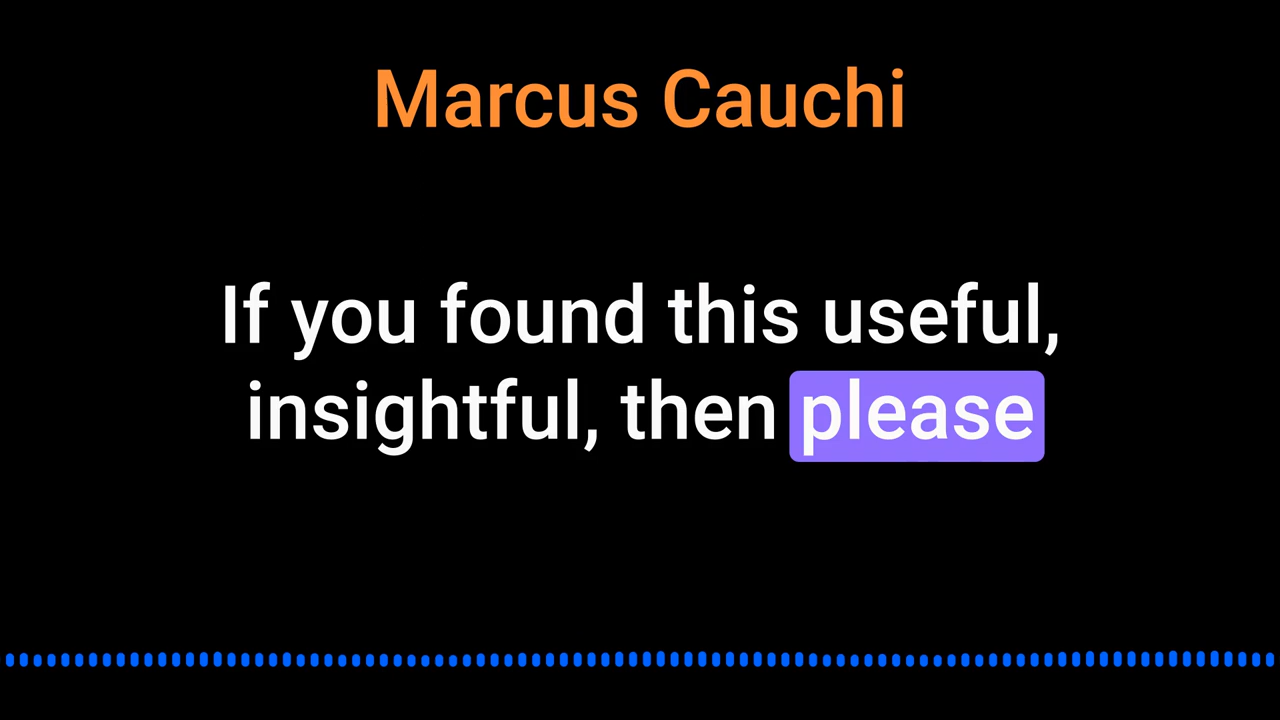 Marcus Cauchi
If you found this useful,
insightful, then please